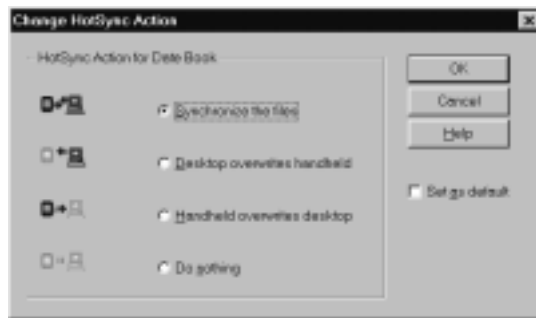 Change HotSync Action
HotSync Action for Date Book
Synchronize the files
Desktop overwrites handheld
Handheld overwrites desktop
Do nothing
OK
Cancel
Help
Set as default